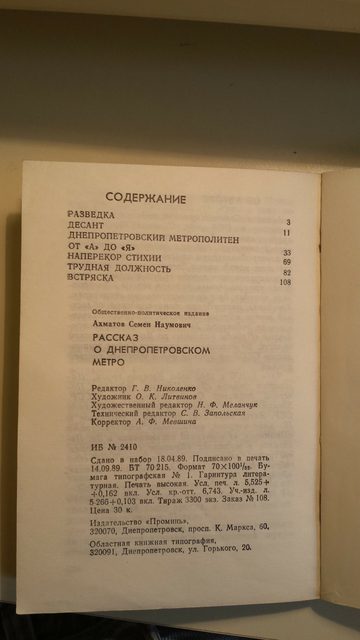 СОДЕРЖАНИЕ
РАЗВЕДКА 3
ДЕСАНТ 11
ДНЕПРОПЕТРОВСКИЙ МЕТРОПОЛИТЕН
ОТ «А» ДО «Я» 33
НАПЕРЕКОР СТИХИИ 69
ТРУДНАЯ ДОЛЖНОСТЬ 82
ВСТРЯСКА 108
Общественно-политическое издание
Ахматов Семен Наумович
РАССКАЗ
О ДНЕПРОПЕТРОВСКОМ
МЕТРО
Редактор Г. В. Николенко
Художник О. К. Литвинов
Художественный редактор Н. Ф. Меланчук
Технический редактор С. В. Запольская
Корректор А. Ф. Мевшина
ИБ № 2410
Сдано в набор 18.04.89. Подписано в печать
14.09.89. БТ 70215. Формат 70×100¹/₃₂. Бу-
мага типографская № 1. Гарнитура литера-
турная. Печать высокая. Усл. печ. л. 5,525+
+0,162 вкл. Усл. кр.-отт. 6,743. Уч.-изд. л.
5,266+0,103 вкл. Тираж 3300 экз. Заказ № 108.
Цена 30 к.
Издательство «Проминь»,
320070, Днепропетровск, просп. К. Маркса, 60.
Областная книжная типография,
320091, Днепропетровск, ул. Горького, 20.